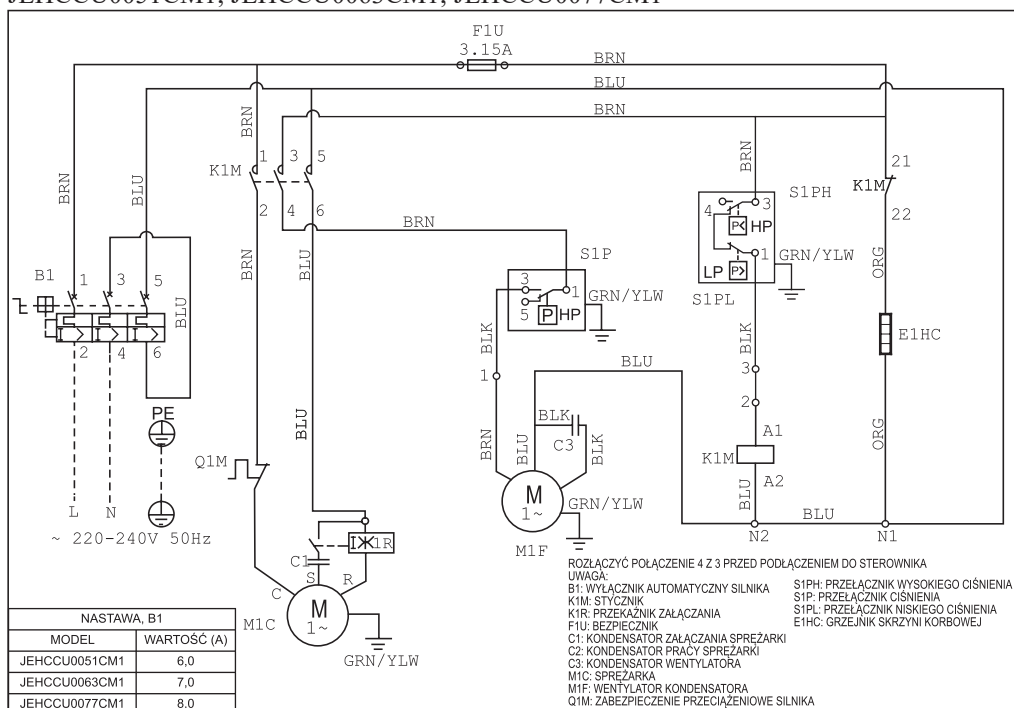 JEHCCU0051CM1, JEHCCU0063CM1, JEHCCU0077CM1
F1U
3.15A
BRN
BLU
BRN
BRN
BRN
BLU
BRN
K1M
1 3 5
2 4 6
BRN
BRN
BLU
S1P
3
1
5
P HP
GRN/YLW
S1PH
4
3
P< HP
1
LP P>
GRN/YLW
S1PL
21
K1M
22
ORG
E1HC
ORG
B1
1 3 5
BLU
2 4 6
PE
L N
~ 220-240V 50Hz
BLK
1
BRN
BLU
BLU
BLK
C3
BLK
M
1~
GRN/YLW
M1F
BLK
3
2
A1
K1M
A2
BLU
BLU
N2
N1
BLU
Q1M
1R
C1
S
R
C
M1C
M
1~
GRN/YLW
NASTAWA, B1
MODEL WARTOŚĆ (A)
JEHCCU0051CM1 6,0
JEHCCU0063CM1 7,0
JEHCCU0077CM1 8,0
ROZŁĄCZYĆ POŁĄCZENIE 4 Z 3 PRZED PODŁĄCZENIEM DO STEROWNIKA
UWAGA:
B1: WYŁĄCZNIK AUTOMATYCZNY SILNIKA
K1M: STYCZNIK
K1R: PRZEKAŹNIK ZAŁĄCZANIA
F1U: BEZPIECZNIK
C1: KONDENSATOR ZAŁĄCZANIA SPRĘŻARKI
C2: KONDENSATOR PRACY SPRĘŻARKI
C3: KONDENSATOR WENTYLATORA
M1C: SPRĘŻARKA
M1F: WENTYLATOR KONDENSATORA
Q1M: ZABEZPIECZENIE PRZECIĄŻENIOWE SILNIKA
S1PH: PRZEŁĄCZNIK WYSOKIEGO CIŚNIENIA
S1P: PRZEŁĄCZNIK CIŚNIENIA
S1PL: PRZEŁĄCZNIK NISKIEGO CIŚNIENIA
E1HC: GRZEJNIK SKRZYNI KORBOWEJ